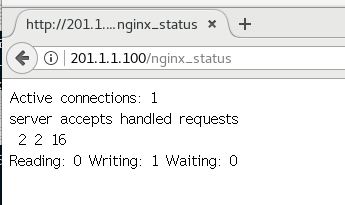 http://201.1....nginx_status
201.1.1.100/nginx_status
Active connections: 1
server accepts handled requests
2 2 16
Reading: 0 Writing: 1 Waiting: 0